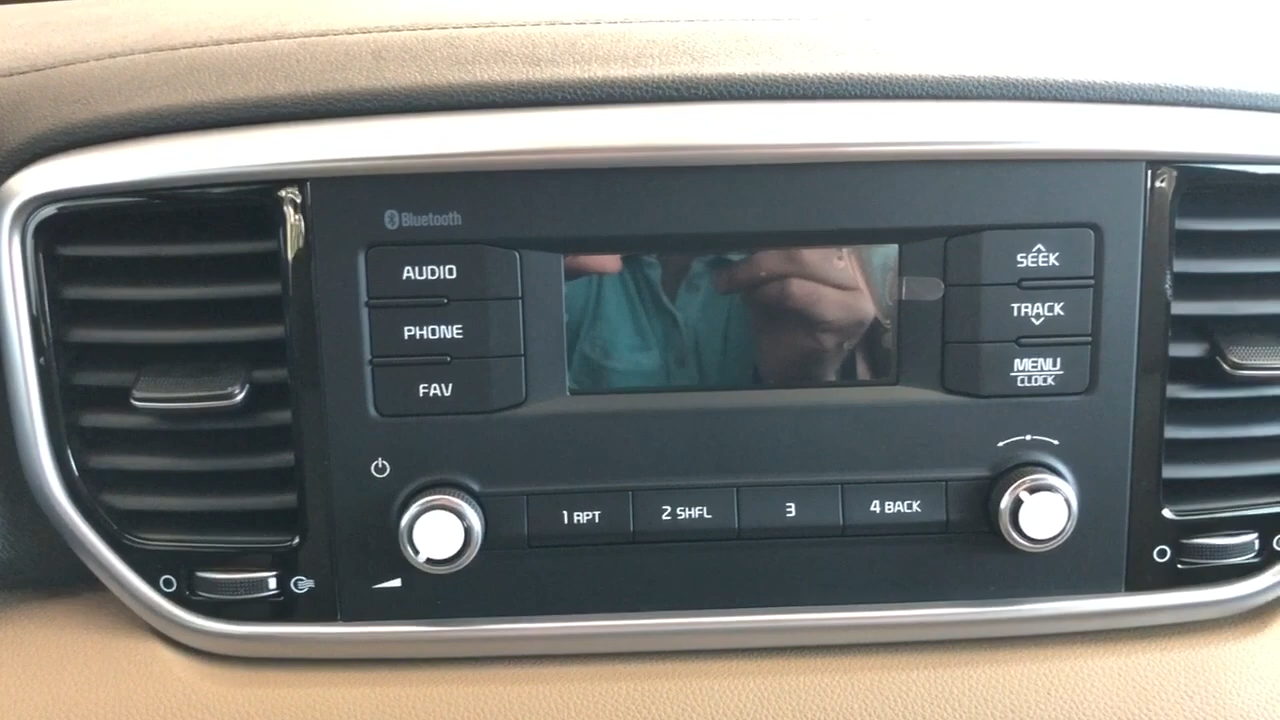 Bluetooth
AUDIO
PHONE
FAV
SEEK
TRACK
MENU
CLOCK
1 RPT
2 SHFL
3
4 BACK